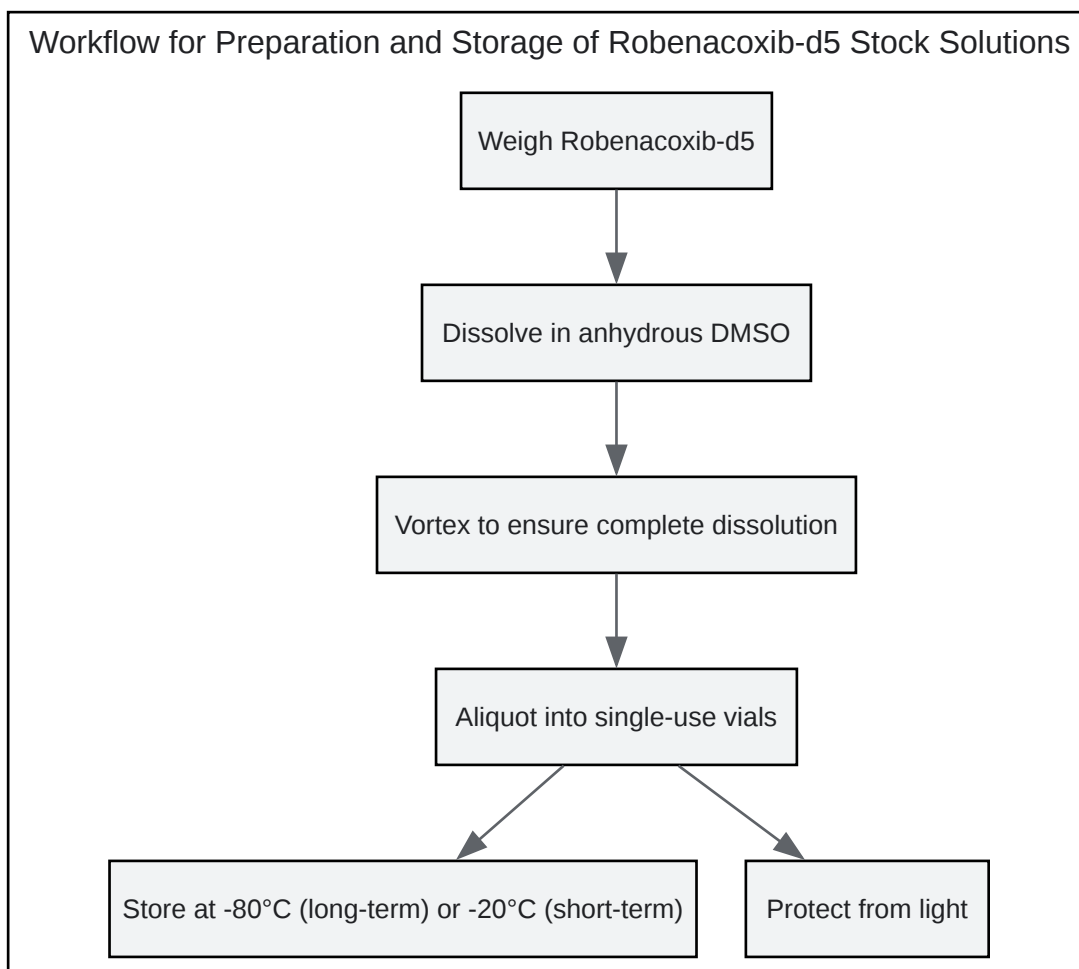 Workflow for Preparation and Storage of Robenacoxib-d5 Stock Solutions
Weigh Robenacoxib-d5
Dissolve in anhydrous DMSO
Vortex to ensure complete dissolution
Aliquot into single-use vials
Store at -80°C (long-term) or -20°C (short-term)
Protect from light